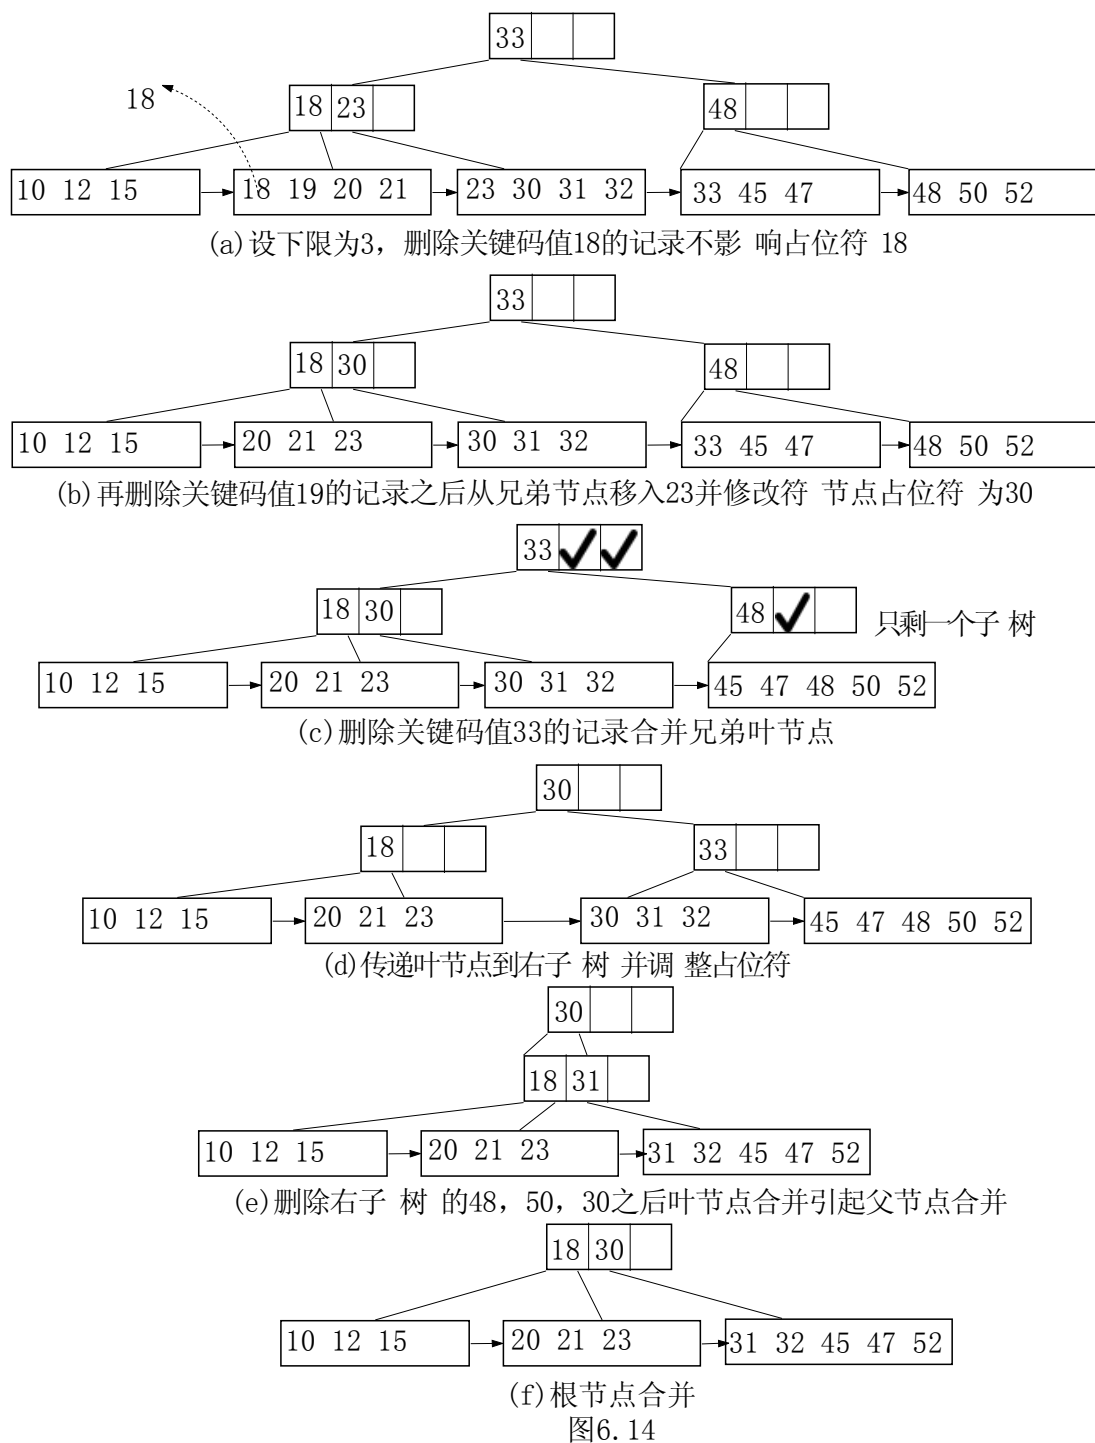 33
18 23
48
18
10 12 15
18 19 20 21
23 30 31 32
33 45 47
48 50 52
(a)设下限为3，删除关键码值18的记录不影 响占位符 18
33
18 30
48
10 12 15
20 21 23
30 31 32
33 45 47
48 50 52
(b)再删除关键码值19的记录之后从兄弟节点移入23并修改符 节点占位符 为30
33
18 30
48
只剩一个子 树
10 12 15
20 21 23
30 31 32
45 47 48 50 52
(c)删除关键码值33的记录合并兄弟叶节点
30
18
33
10 12 15
20 21 23
30 31 32
45 47 48 50 52
(d)传递叶节点到右子 树 并调 整占位符
30
18 31
10 12 15
20 21 23
31 32 45 47 52
(e)删除右子 树 的48，50，30之后叶节点合并引起父节点合并
18 30
10 12 15
20 21 23
31 32 45 47 52
(f)根节点合并
图6.14